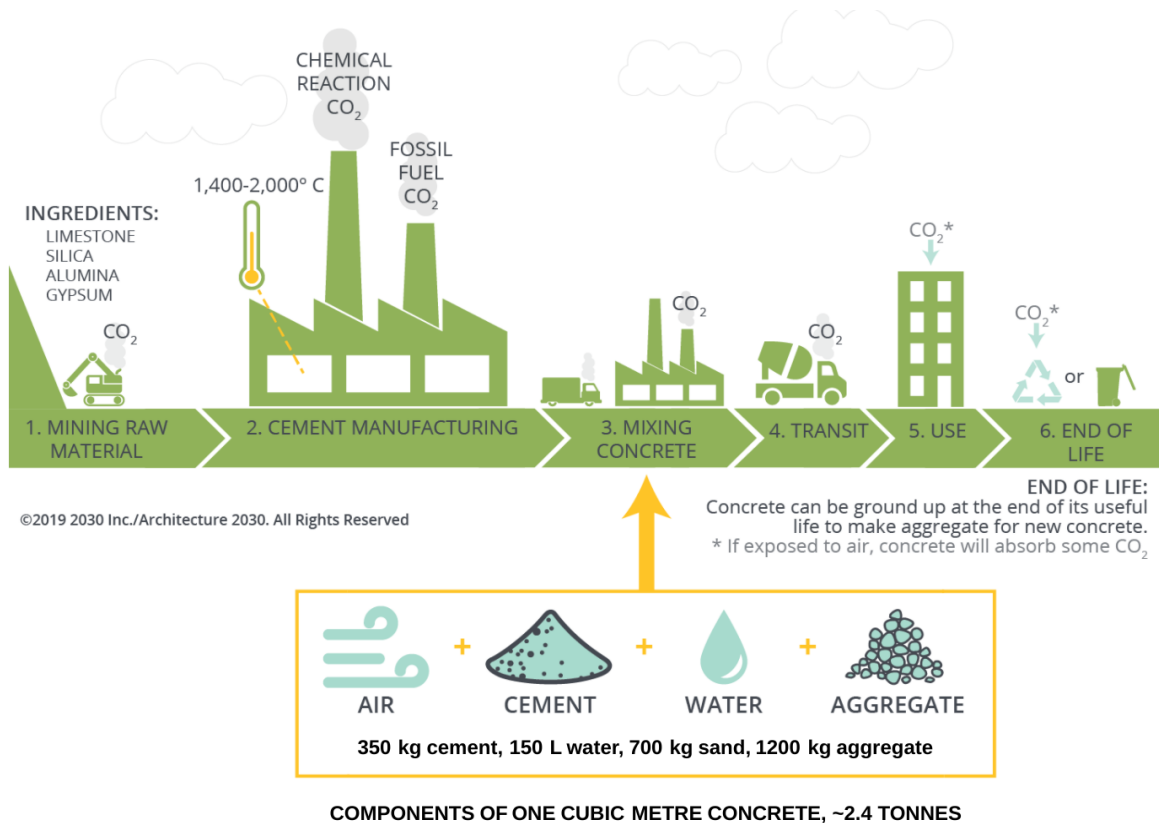 CHEMICAL
REACTION
CO₂
FOSSIL
FUEL
CO₂
1,400-2,000º C
INGREDIENTS:
LIMESTONE
SILICA
ALUMINA
GYPSUM
CO₂
CO₂
CO₂
CO₂*
CO₂*
or
1. MINING RAW
MATERIAL
2. CEMENT MANUFACTURING
3. MIXING
CONCRETE
4. TRANSIT
5. USE
6. END OF
LIFE
©2019 2030 Inc./Architecture 2030. All Rights Reserved
END OF LIFE:
Concrete can be ground up at the end of its useful
life to make aggregate for new concrete.
* If exposed to air, concrete will absorb some CO₂
+
+
+
AIR
CEMENT
WATER
AGGREGATE
350 kg cement, 150 L water, 700 kg sand, 1200 kg aggregate
COMPONENTS OF ONE CUBIC METRE CONCRETE, ~2.4 TONNES